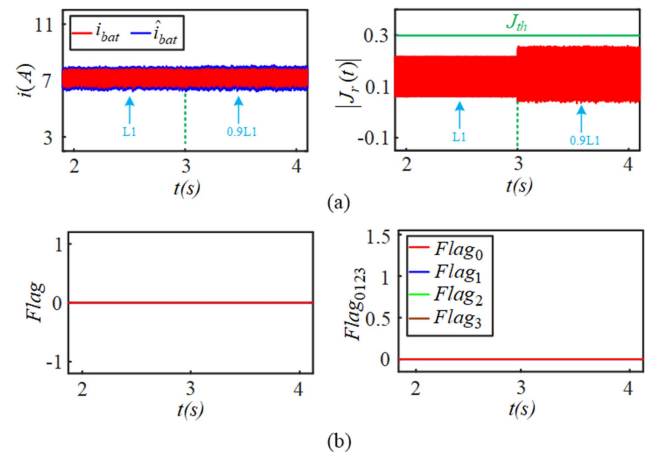 i_bat î_bat
11
7
3
i(A)
L1
0.9L1
2 3 4
t(s)
J_th
0.3
0.1
-0.1
|J_r(t)|
L1
0.9L1
2 3 4
t(s)
(a)
1
0
-1
Flag
2 3 4
t(s)
Flag_0
Flag_1
Flag_2
Flag_3
1.5
1
0.5
0
Flag_0123
2 3 4
t(s)
(b)